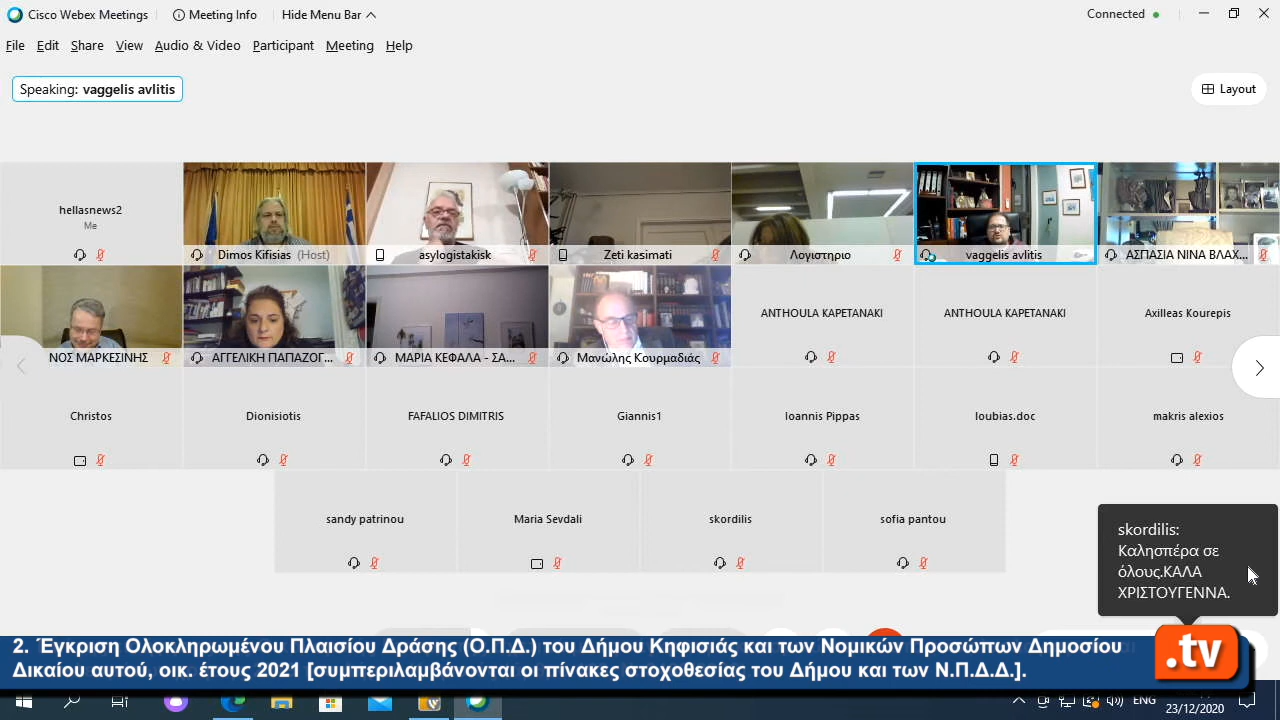 Cisco Webex Meetings
Meeting Info
Hide Menu Bar
Connected
File Edit Share View Audio & Video Participant Meeting Help
Speaking: vaggelis avlitis
Layout
hellasnews2
Me
Dimos Kifisias (Host)
asylogistakisk
Zeti kasimati
Λογιστηριο
vaggelis avlitis
ΑΣΠΑΣΙΑ ΝΙΝΑ ΒΛΑΧ...
ΝΟΣ ΜΑΡΚΕΣΙΝΗΣ
ΑΓΓΕΛΙΚΗ ΠΑΠΑΖΟΓ...
ΜΑΡΙΑ ΚΕΦΑΛΑ - ΣΑ...
Μανώλης Κουρμαδιάς
ANTHOULA KAPETANAKI
ANTHOULA KAPETANAKI
Axilleas Kourepis
Christos
Dionisiotis
FAFALIOS DIMITRIS
Giannis1
Ioannis Pippas
loubias.doc
makris alexios
sandy patrinou
Maria Sevdali
skordilis
sofia pantou
skordilis:
Καλησπέρα σε
όλους.ΚΑΛΑ
ΧΡΙΣΤΟΥΓΕΝΝΑ.
2. Έγκριση Ολοκληρωμένου Πλαισίου Δράσης (Ο.Π.Δ.) του Δήμου Κηφισιάς και των Νομικών Προσώπων Δημοσίου
Δικαίου αυτού, οικ. έτους 2021 [συμπεριλαμβάνονται οι πίνακες στοχοθεσίας του Δήμου και των Ν.Π.Δ.Δ.].
.tv
ENG
23/12/2020